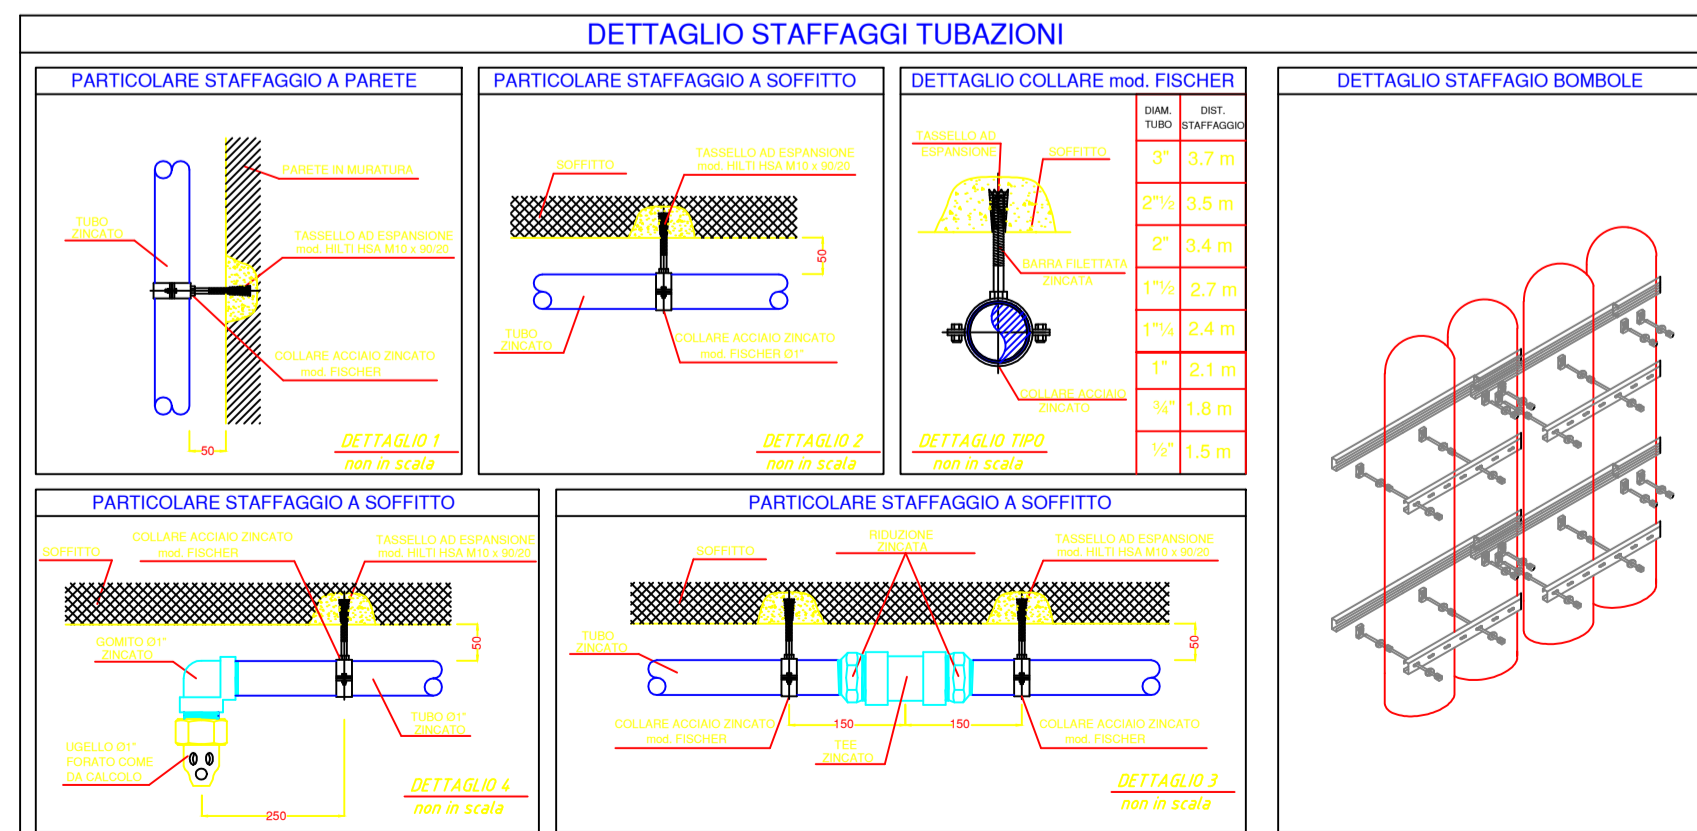 DETTAGLIO STAFFAGGI TUBAZIONI
PARTICOLARE STAFFAGGIO A PARETE
PARETE IN MURATURA
TUBO
ZINCATO
TASSELLO AD ESPANSIONE
mod. HILTI HSA M10 x 90/20
COLLARE ACCIAIO ZINCATO
mod. FISCHER
50
DETTAGLIO 1
non in scala
PARTICOLARE STAFFAGGIO A SOFFITTO
SOFFITTO
TASSELLO AD ESPANSIONE
mod. HILTI HSA M10 x 90/20
50
TUBO
ZINCATO
COLLARE ACCIAIO ZINCATO
mod. FISCHER Ø1"
DETTAGLIO 2
non in scala
DETTAGLIO COLLARE mod. FISCHER
TASSELLO AD
ESPANSIONE
SOFFITTO
BARRA FILETTATA
ZINCATA
COLLARE ACCIAIO
ZINCATO
DETTAGLIO TIPO
non in scala
DIAM. DIST.
TUBO STAFFAGGIO
3" 3.7 m
2"½ 3.5 m
2" 3.4 m
1"½ 2.7 m
1"¼ 2.4 m
1" 2.1 m
¾" 1.8 m
½" 1.5 m
DETTAGLIO STAFFAGIO BOMBOLE
PARTICOLARE STAFFAGGIO A SOFFITTO
COLLARE ACCIAIO ZINCATO
mod. FISCHER
TASSELLO AD ESPANSIONE
mod. HILTI HSA M10 x 90/20
SOFFITTO
50
GOMITO Ø1"
ZINCATO
TUBO Ø1"
ZINCATO
UGELLO Ø1"
FORATO COME
DA CALCOLO
250
DETTAGLIO 4
non in scala
PARTICOLARE STAFFAGGIO A SOFFITTO
SOFFITTO
RIDUZIONE
ZINCATA
TASSELLO AD ESPANSIONE
mod. HILTI HSA M10 x 90/20
TUBO
ZINCATO
50
COLLARE ACCIAIO ZINCATO
mod. FISCHER
150
150
TEE
ZINCATO
COLLARE ACCIAIO ZINCATO
mod. FISCHER
DETTAGLIO 3
non in scala